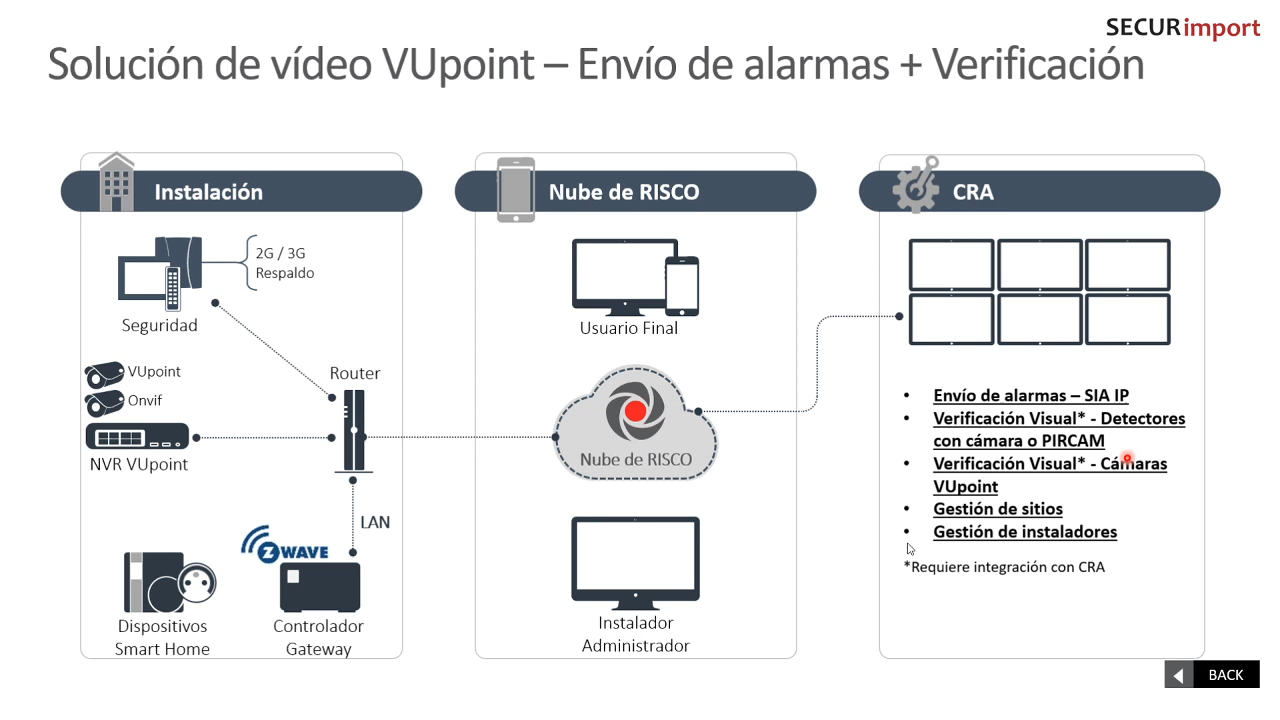 SECURimport
Solución de vídeo VUpoint – Envío de alarmas + Verificación
Instalación
2G / 3G
Respaldo
Seguridad
VUpoint
Onvif
Router
NVR VUpoint
LAN
Z WAVE
Dispositivos
Smart Home
Controlador
Gateway
Nube de RISCO
Usuario Final
Nube de RISCO
Instalador
Administrador
CRA
• Envío de alarmas – SIA IP
• Verificación Visual* - Detectores
con cámara o PIRCAM
• Verificación Visual* - Cámaras
VUpoint
• Gestión de sitios
• Gestión de instaladores
*Requiere integración con CRA
BACK